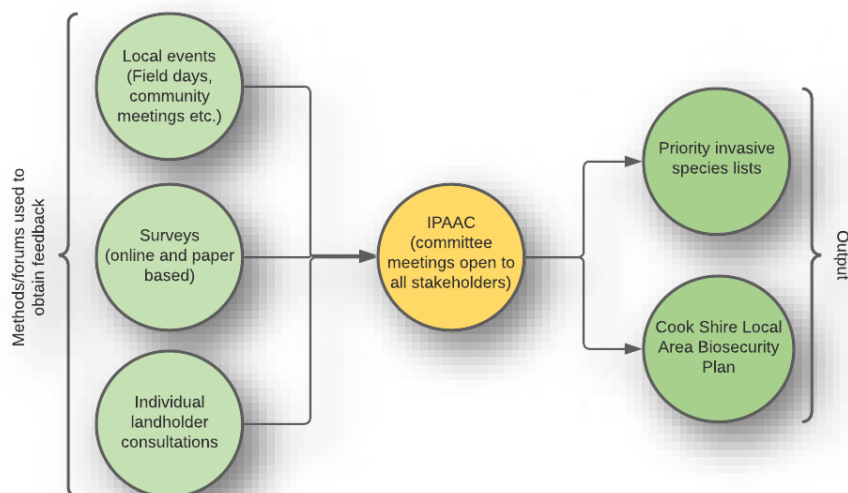 Methods/forums used to
obtain feedback
Local events
(Field days,
community
meetings etc.)
Surveys
(online and paper
based)
Individual
landholder
consultations
IPAAC
(committee
meetings open to
all stakeholders)
Priority invasive
species lists
Cook Shire Local
Area Biosecurity
Plan
Output